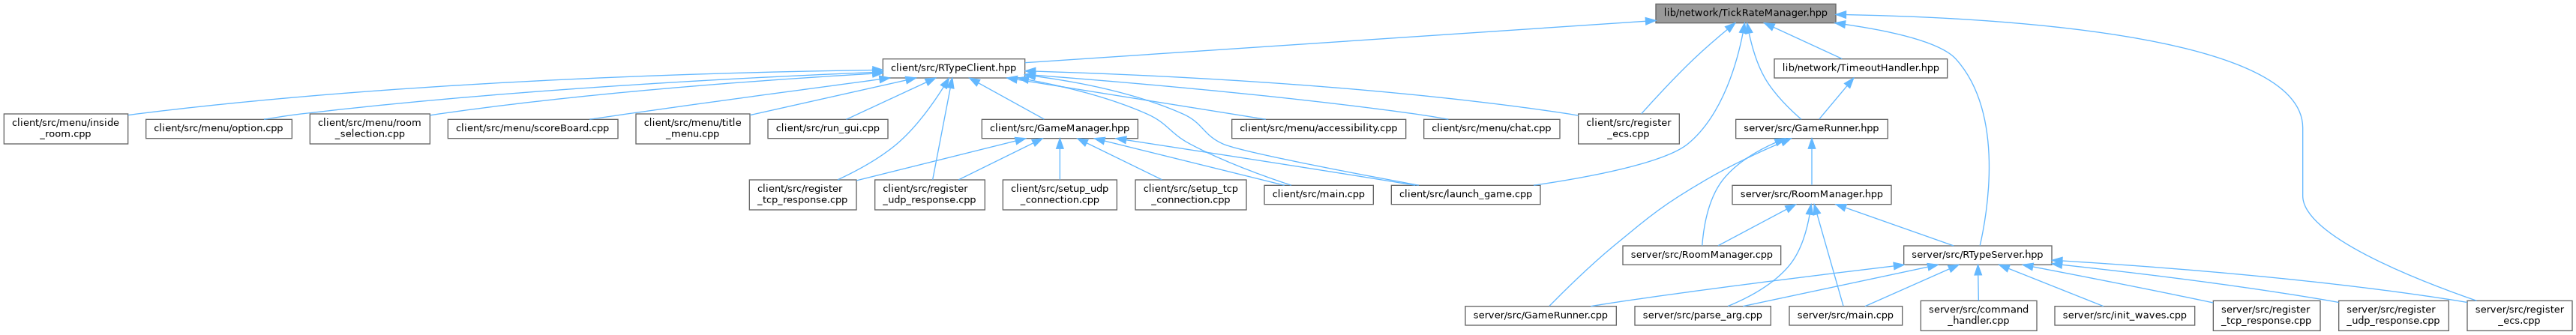 lib/network/TickRateManager.hpp
client/src/RTypeClient.hpp
lib/network/TimeoutHandler.hpp
client/src/menu/inside
_room.cpp
client/src/menu/option.cpp
client/src/menu/room
_selection.cpp
client/src/menu/scoreBoard.cpp
client/src/menu/title
_menu.cpp
client/src/run_gui.cpp
client/src/GameManager.hpp
client/src/menu/accessibility.cpp
client/src/menu/chat.cpp
client/src/register
_ecs.cpp
server/src/GameRunner.hpp
client/src/register
_tcp_response.cpp
client/src/register
_udp_response.cpp
client/src/setup_udp
_connection.cpp
client/src/setup_tcp
_connection.cpp
client/src/main.cpp
client/src/launch_game.cpp
server/src/RoomManager.hpp
server/src/RoomManager.cpp
server/src/RTypeServer.hpp
server/src/GameRunner.cpp
server/src/parse_arg.cpp
server/src/main.cpp
server/src/command
_handler.cpp
server/src/init_waves.cpp
server/src/register
_tcp_response.cpp
server/src/register
_udp_response.cpp
server/src/register
_ecs.cpp